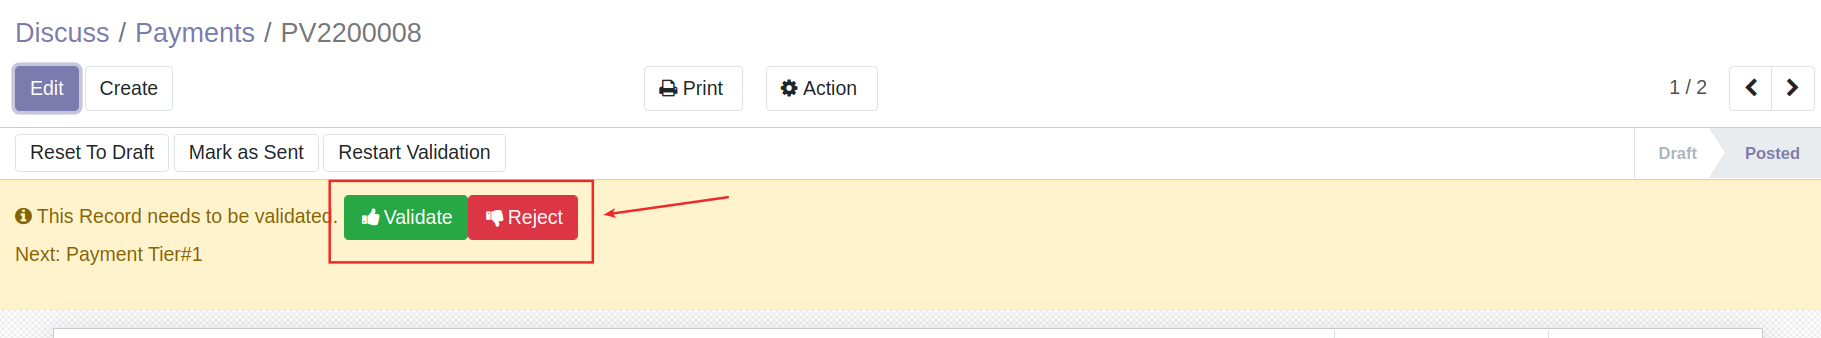 Discuss / Payments / PV2200008
Edit Create Print Action 1 / 2
Reset To Draft Mark as Sent Restart Validation Draft Posted
This Record needs to be validated. Validate Reject
Next: Payment Tier#1